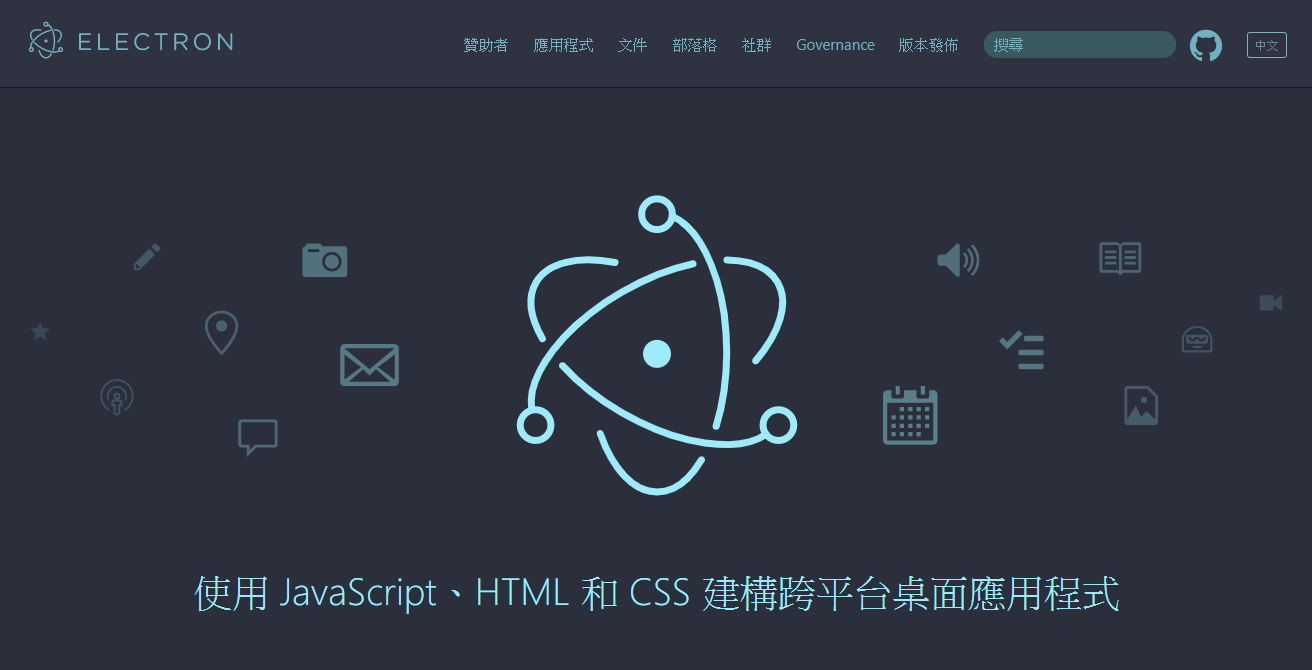 ELECTRON
贊助者 應用程式 文件 部落格 社群 Governance 版本發佈 搜尋 中文
使用 JavaScript、HTML 和 CSS 建構跨平台桌面應用程式